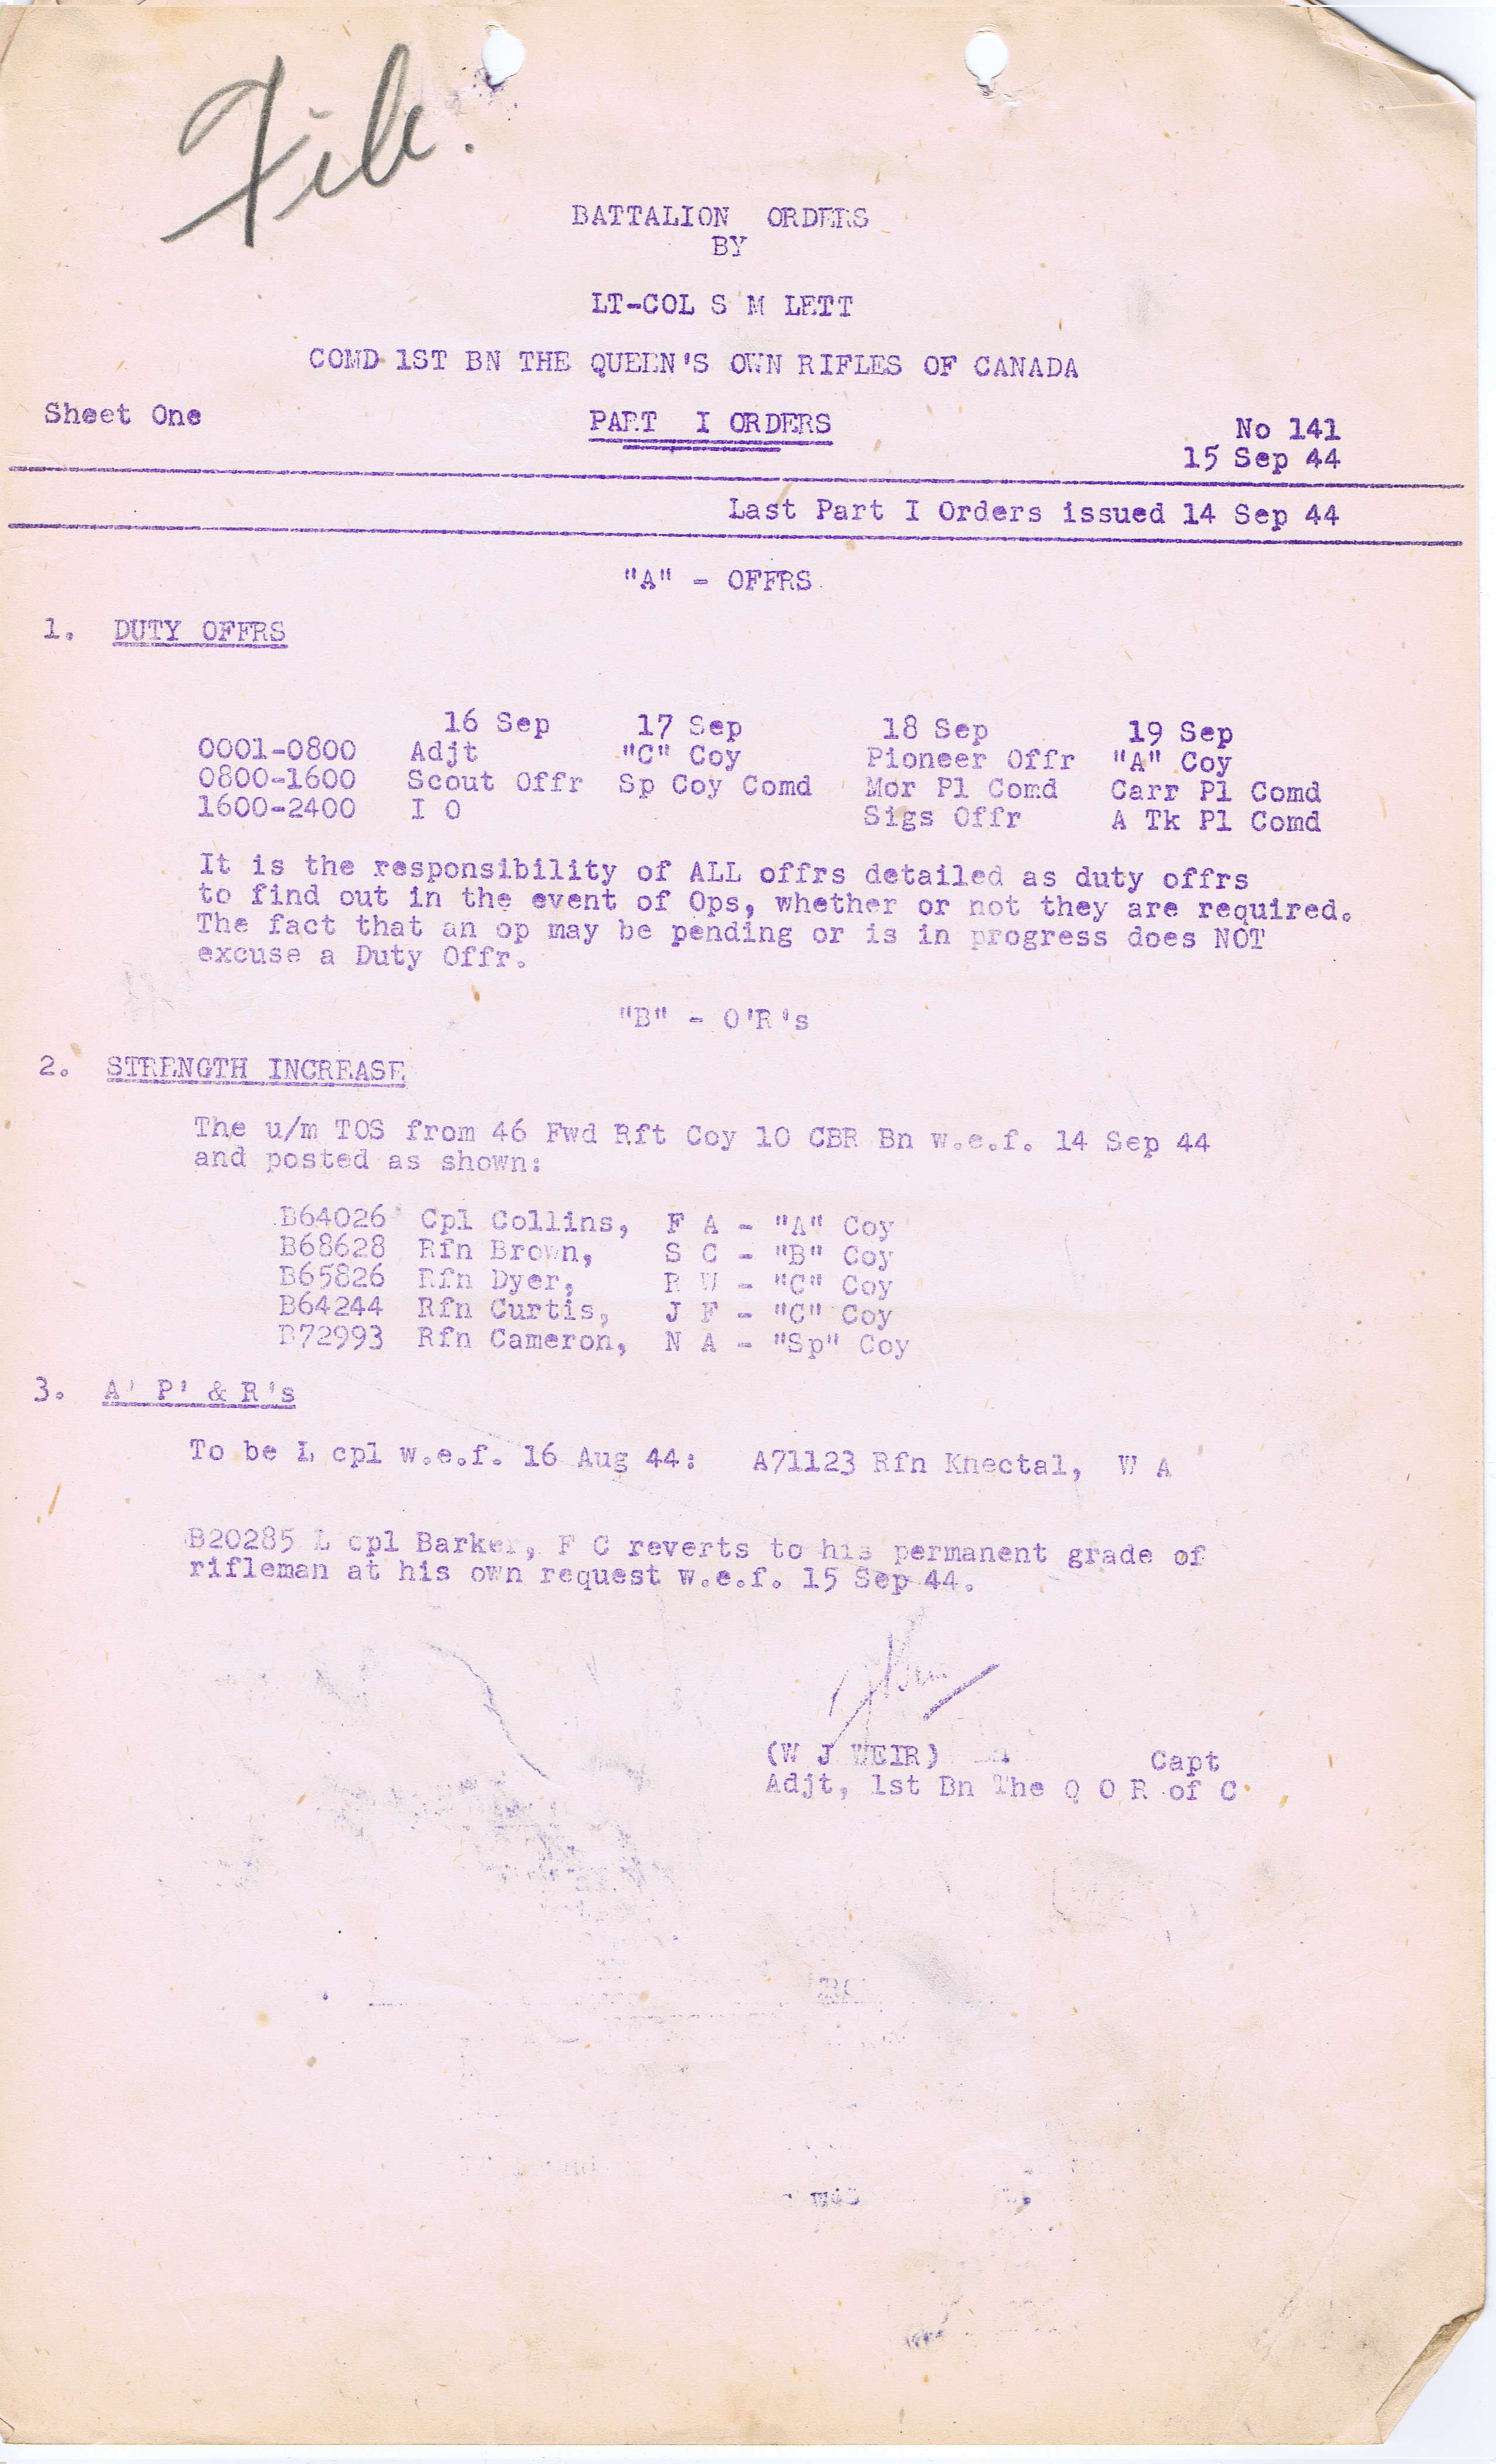 File.
BATTALION ORDERS
BY
LT-COL S M LETT
COMD 1ST BN THE QUEEN'S OWN RIFLES OF CANADA
Sheet One PART I ORDERS No 141
15 Sep 44
Last Part I Orders issued 14 Sep 44
"A" - OFFRS
1. DUTY OFFRS
16 Sep 17 Sep 18 Sep 19 Sep
0001-0800 Adjt "C" Coy Pioneer Offr "A" Coy
0800-1600 Scout Offr Sp Coy Comd Mor Pl Comd Carr Pl Comd
1600-2400 I O Sigs Offr A Tk Pl Comd
It is the responsibility of ALL offrs detailed as duty offrs
to find out in the event of Ops, whether or not they are required.
The fact that an op may be pending or is in progress does NOT
excuse a Duty Offr.
"B" - O'R's
2. STRENGTH INCREASE
The u/m TOS from 46 Fwd Rft Coy 10 CBR Bn w.e.f. 14 Sep 44
and posted as shown:
B64026 Cpl Collins, F A - "A" Coy
B68628 Rfn Brown, S C - "B" Coy
B65826 Rfn Dyer, R W - "C" Coy
B64244 Rfn Curtis, J F - "C" Coy
B72993 Rfn Cameron, N A - "Sp" Coy
3. A' P' & R's
To be L cpl w.e.f. 16 Aug 44: A71123 Rfn Knectal, W A
B20285 L cpl Barker, F C reverts to his permanent grade of
rifleman at his own request w.e.f. 15 Sep 44.
(W J WEIR) Capt
Adjt, 1st Bn The Q O R of C